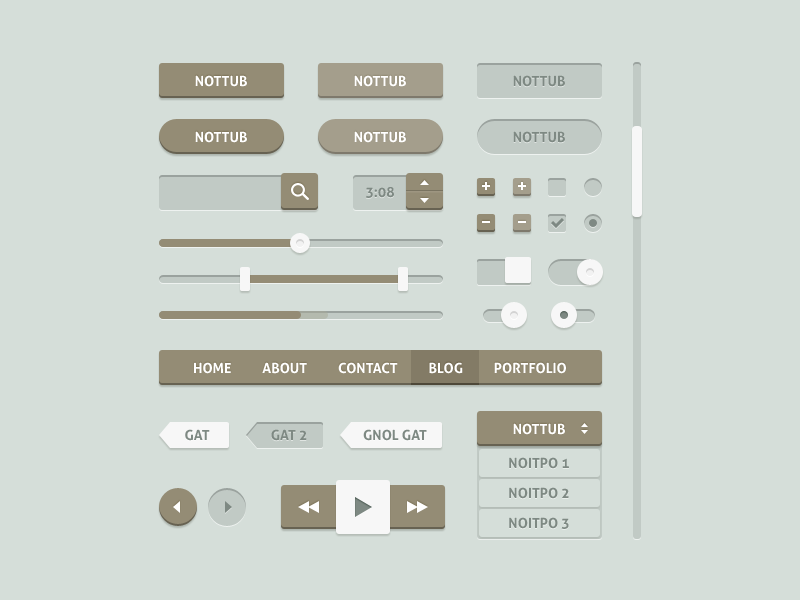 NOTTUB NOTTUB NOTTUB
NOTTUB NOTTUB NOTTUB
3:08
HOME ABOUT CONTACT BLOG PORTFOLIO
GAT GAT 2 GNOL GAT
NOTTUB
NOITPO 1
NOITPO 2
NOITPO 3